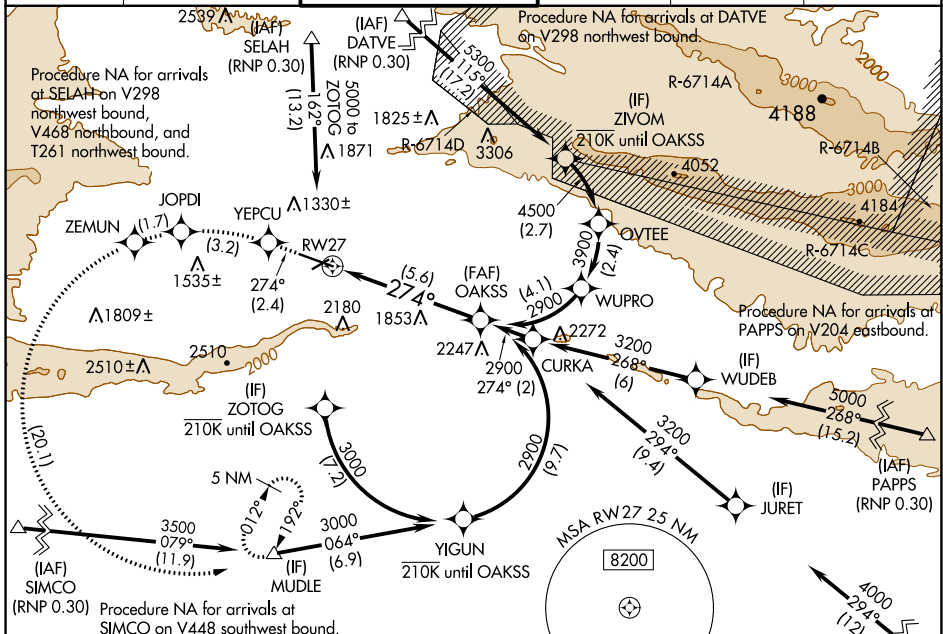 2539
(IAF)
SELAH
(RNP 0.30)
(IAF)
DATVE
(RNP 0.30)
Procedure NA for arrivals at DATVE
on V298 northwest bound.
Procedure NA for arrivals
at SELAH on V298
northwest bound,
V468 northbound, and
T261 northwest bound.
5000 to
ZOTOG
162°
(13.2)
5300
115°
(17.2)
2000
3000
R-6714A
4188
(IF)
ZIVOM
210K until OAKSS
1825 ±
R-6714D
3306
1871
R-6714B
4052
3000
4184
1330±
4500
(2.7)
OVTEE
R-6714C
JOPDI
ZEMUN
(1.7)
YEPCU
(3.2)
RW27
1535±
274°
(2.4)
3900
(2.4)
(5.6)
274°
(FAF)
OAKSS
(4.1)
2900
WUPRO
1809±
2180
1853
Procedure NA for arrivals at
PAPPS on V204 eastbound.
2272
2247
CURKA
2510±
2510
2000
2900
274° (2)
3200
268°
(6)
(IF)
WUDEB
(IF)
ZOTOG
210K until OAKSS
5000
268°
(15.2)
3200
294°
(9.4)
(20.1)
3000
(7.2)
2900
(9.7)
(IAF)
PAPPS
(RNP 0.30)
5 NM
012°
192°
(IF)
JURET
3500
079°
(11.9)
3000
064°
(6.9)
YIGUN
210K until OAKSS
MSA RW27 25 NM
8200
(IAF)
SIMCO
(RNP 0.30)
(IF)
MUDLE
4000
294°
(12)
Procedure NA for arrivals at
SIMCO on V448 southwest bound.